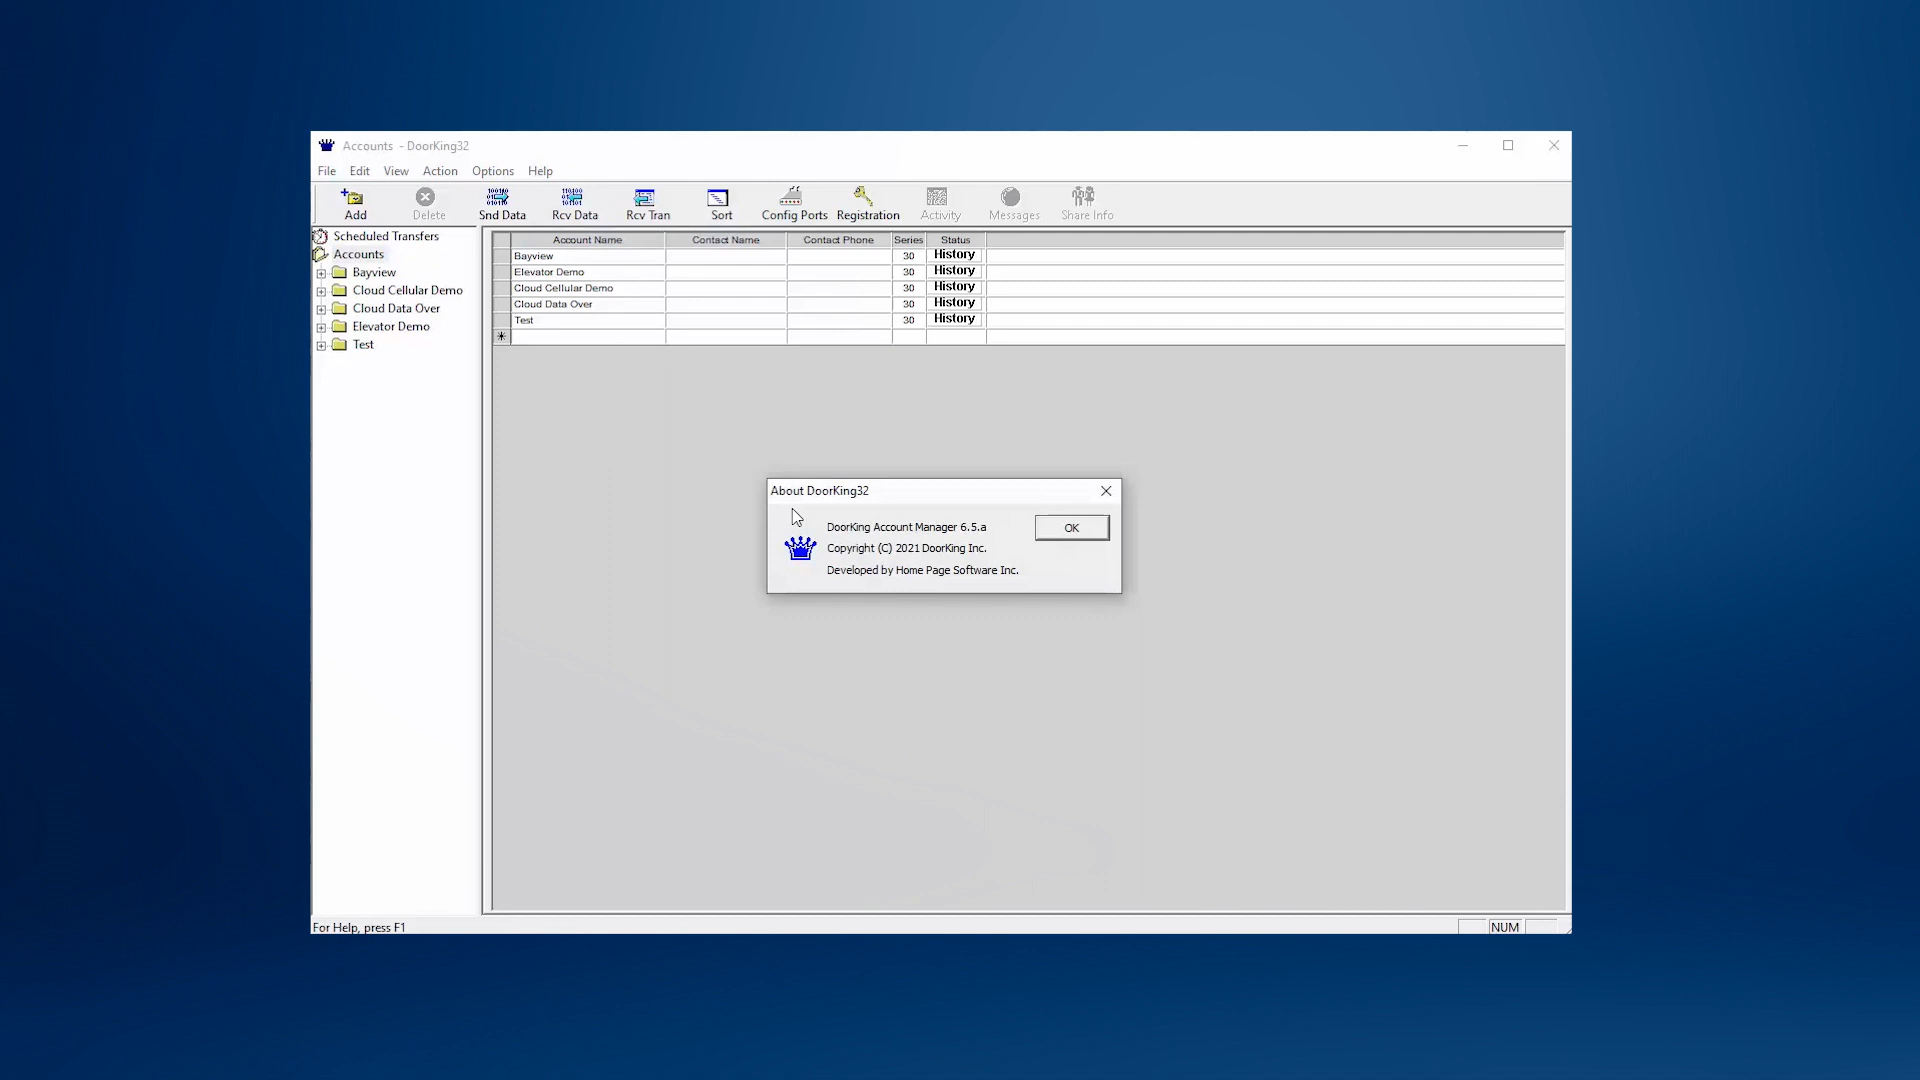 Accounts - DoorKing32
File Edit View Action Options Help
Add Delete Snd Data Rcv Data Rcv Tran Sort Config Ports Registration Activity Messages Share Info
Scheduled Transfers
Accounts
Bayview
Cloud Cellular Demo
Cloud Data Over
Elevator Demo
Test
Account Name Contact Name Contact Phone Series Status
Bayview 30 History
Elevator Demo 30 History
Cloud Cellular Demo 30 History
Cloud Data Over 30 History
Test 30 History
About DoorKing32
DoorKing Account Manager 6.5.a
OK
Copyright (C) 2021 DoorKing Inc.
Developed by Home Page Software Inc.
For Help, press F1
NUM